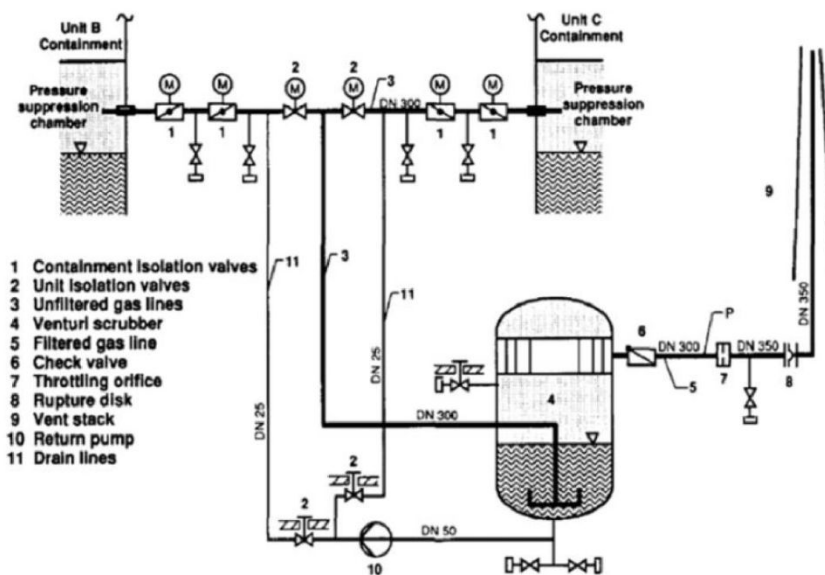 Unit B
Containment
Unit C
Containment
Pressure
suppression
chamber
Pressure
suppression
chamber
M
M
2
M
2
M
3
DN 300
M
M
1
1
1
1
9
1 Containment isolation valves
2 Unit isolation valves
3 Unfiltered gas lines
4 Venturi scrubber
5 Filtered gas line
6 Check valve
7 Throttling orifice
8 Rupture disk
9 Vent stack
10 Return pump
11 Drain lines
11
3
11
DN 25
DN 25
DN 300
4
6
DN 300
P
5
7
DN 350
8
DN 350
2
2
10
DN 50